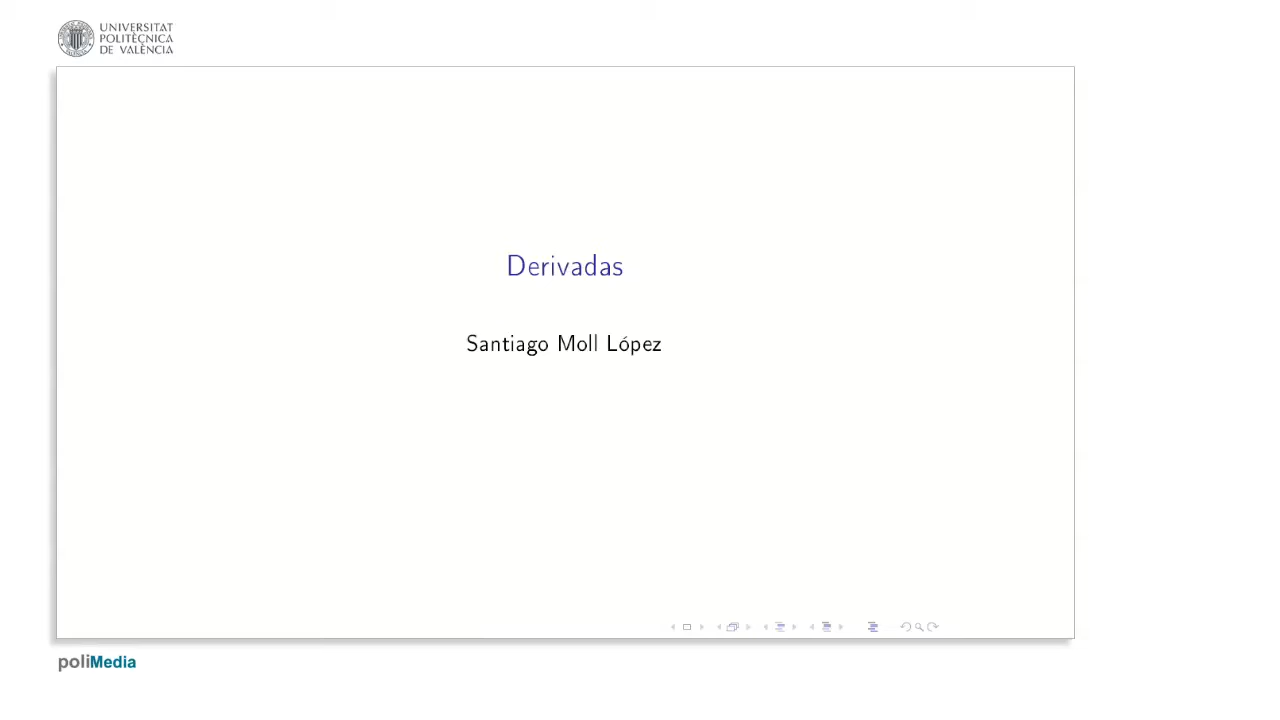 UNIVERSITAT
POLITÈCNICA
DE VALÈNCIA
Derivadas
Santiago Moll López
poliMedia